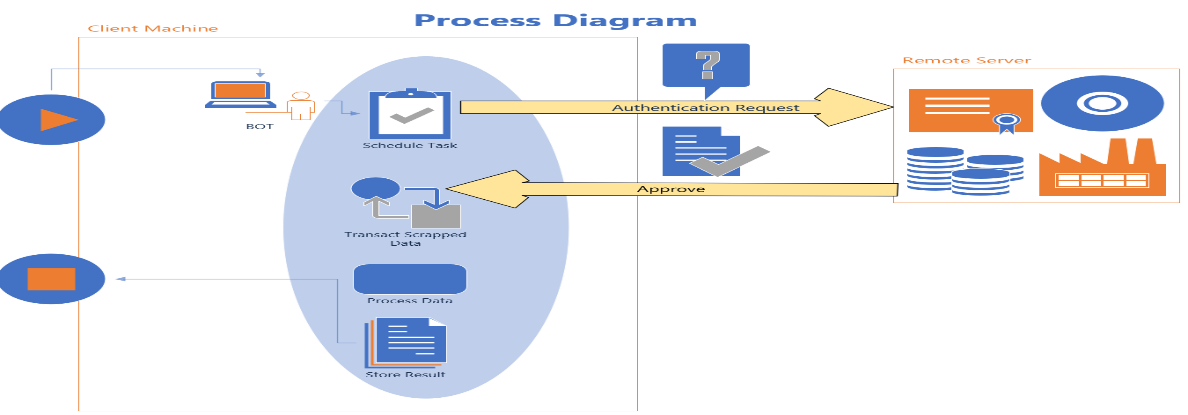 Process Diagram
Client Machine
Remote Server
?
Authentication Request
BOT
Schedule Task
Approve
Transact Scrapped
Data
Process Data
Store Result